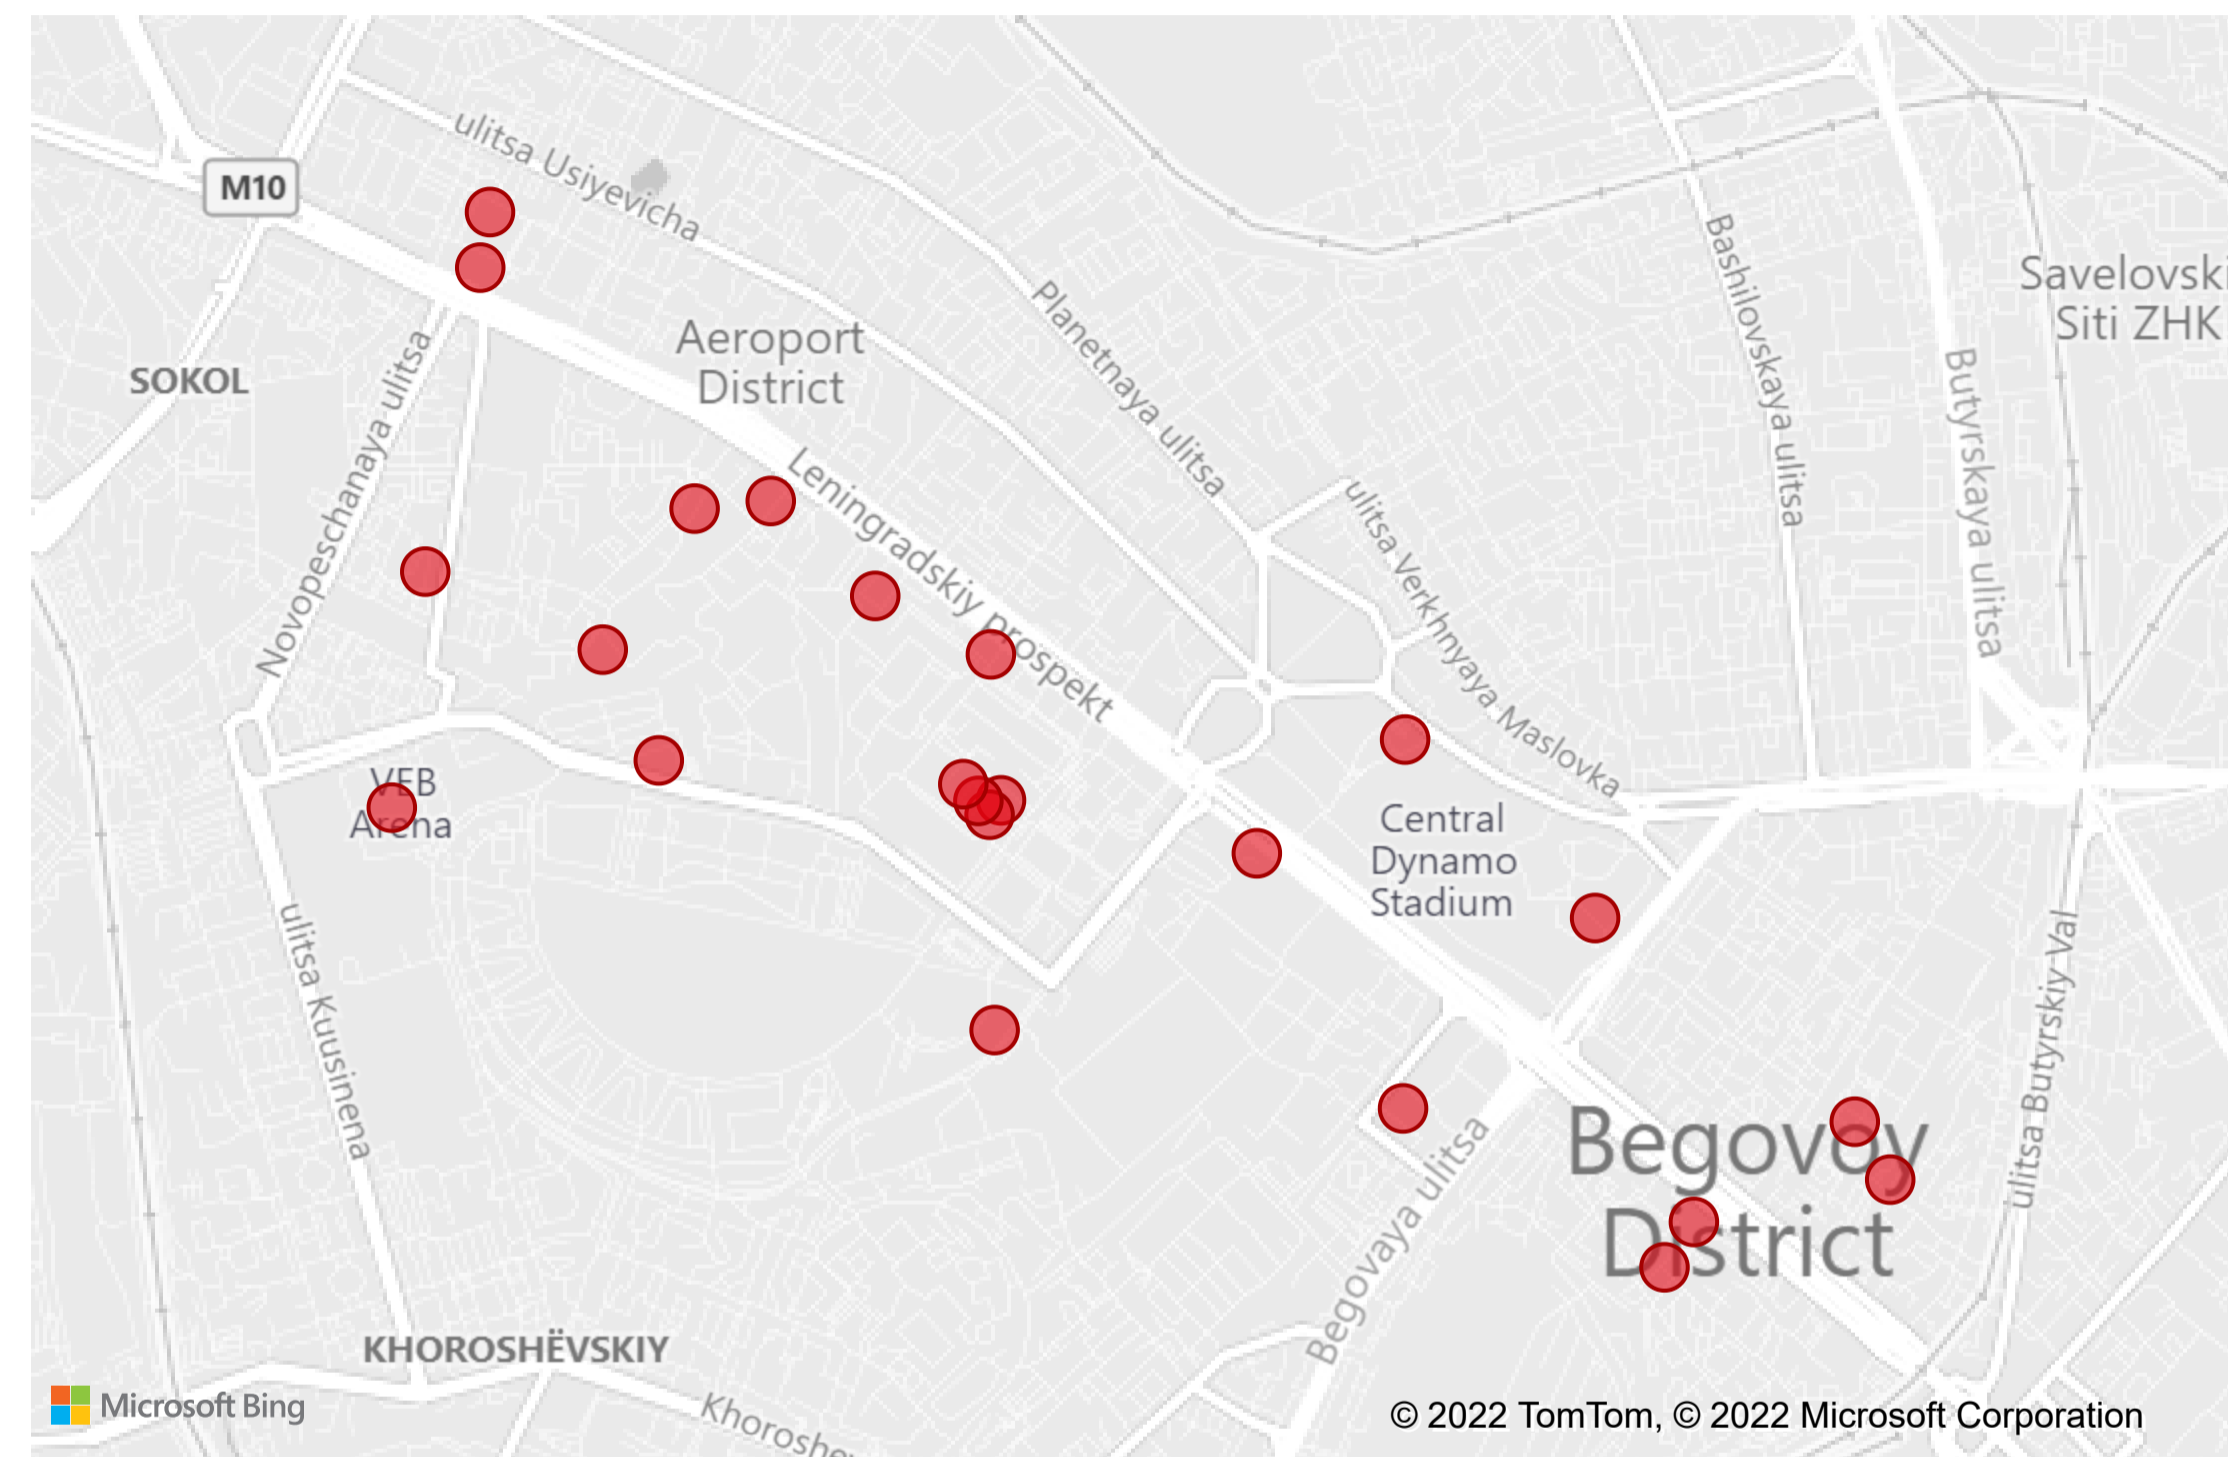 ulitsa Usiyevicha
M10
Planetnaya ulitsa
Bashilovskaya ulitsa
Savelovski
Siti ZHK
Aeroport
District
SOKOL
Novopeschanaya ulitsa
Butyrskaya ulitsa
Leningradskiy prospekt
ulitsa Verkhnyaya Maslovka
VEB
Arena
Central
Dynamo
Stadium
ulitsa Kuusinena
ulitsa Butyrskiy Val
Begovoy
District
Begovaya ulitsa
KHOROSHËVSKIY
Khoroshev
Microsoft Bing
© 2022 TomTom, © 2022 Microsoft Corporation